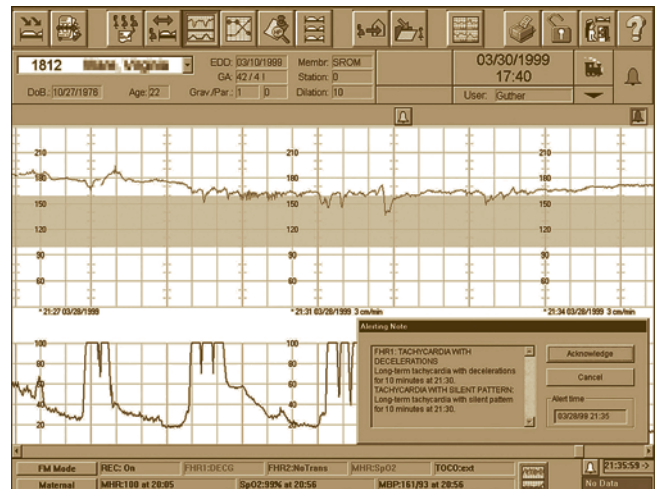 1812
EDD: 03/10/1999
Membr: SROM
03/30/1999
17:40
GA: 42 / 4 I
Station: 0
DoB.: 10/27/1976
Age: 22
Grav./Par.: 1 0
Dilation: 10
User: Guther
210 210 210
180 180 180
150 150 150
120 120 120
90 90 90
60 60 60
* 21:27 03/28/1999
* 21:31 03/28/1999 3 cm/min
* 21:34 03/28/1999 3 cm/min
100 100
80 80
60 60
40 40
20 20
Alerting Note
FHR1: TACHYCARDIA WITH
DECELERATIONS
Long-term tachycardia with decelerations
for 10 minutes at 21:30.
TACHYCARDIA WITH SILENT PATTERN:
Long-term tachycardia with silent pattern
for 10 minutes at 21:30.
Acknowledge
Cancel
Alert time
03/28/99 21:35
FM Mode
REC: On
FHR1:DECG
FHR2:NoTrans
MHR:SpO2
TOCO:ext
21:35:59 ->
Maternal
MHR:100 at 20:05
SpO2:99% at 20:56
MBP:161/93 at 20:56
No Data